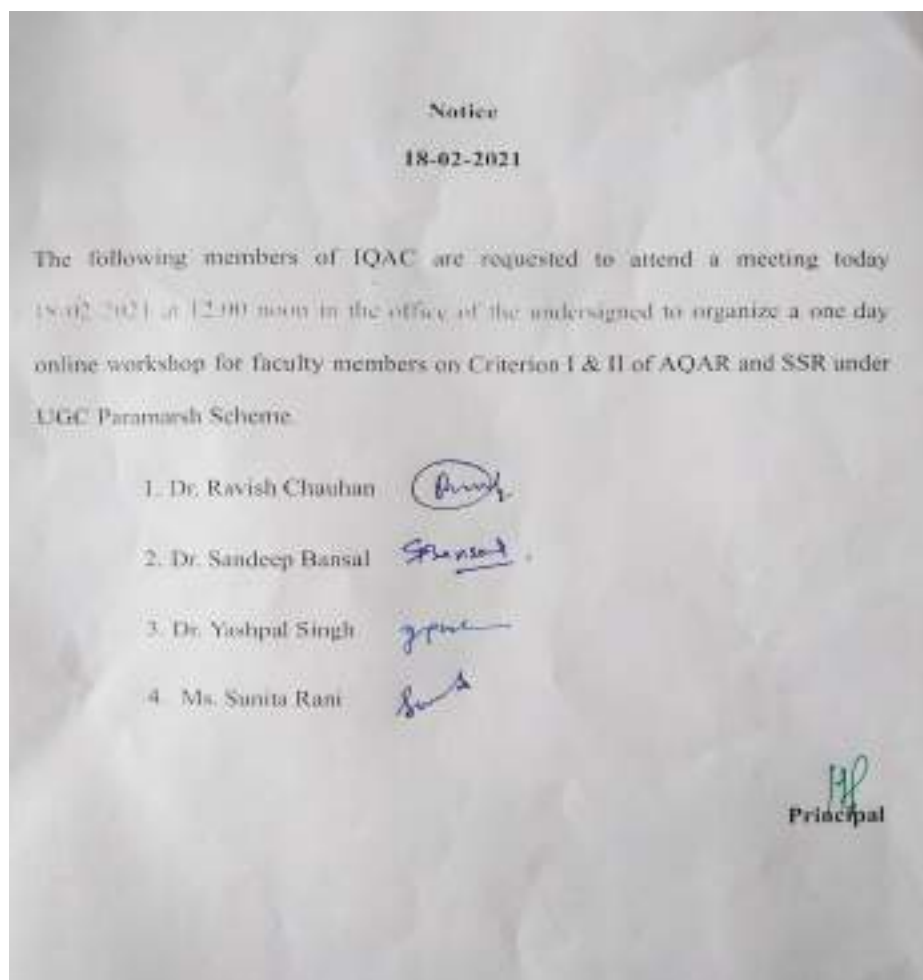 Notice
18-02-2021
The following members of IQAC are requested to attend a meeting today
18-02-2021 at 12.00 noon in the office of the undersigned to organize a one day
online workshop for faculty members on Criterion I & II of AQAR and SSR under
UGC Paramarsh Scheme.
1. Dr. Ravish Chauhan
2. Dr. Sandeep Bansal SBansal
3. Dr. Yashpal Singh
4. Ms. Sunita Rani
Principal